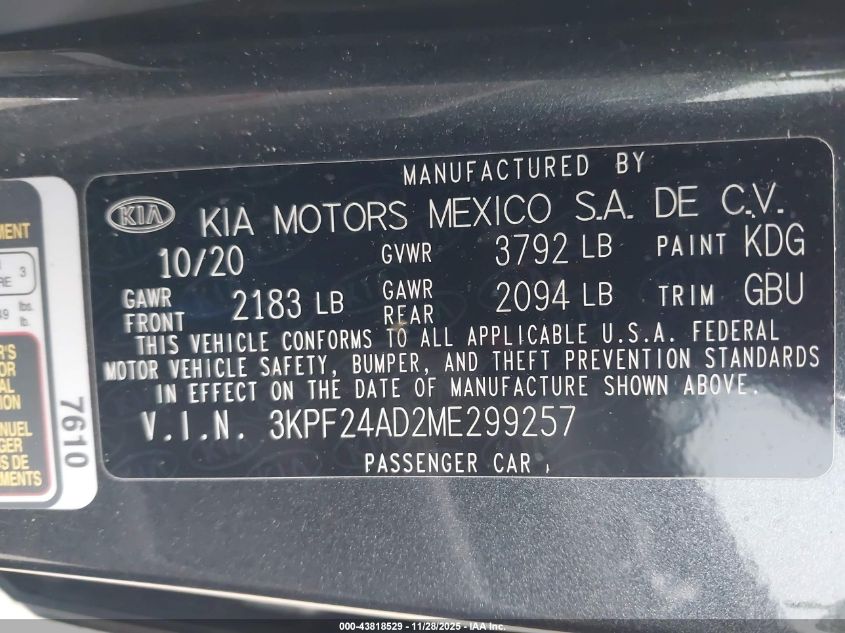 MANUFACTURED BY
KIA KIA MOTORS MEXICO S.A. DE C.V.
10/20 GVWR 3792 LB PAINT KDG
GAWR FRONT 2183 LB GAWR REAR 2094 LB TRIM GBU
THIS VEHICLE CONFORMS TO ALL APPLICABLE U.S.A. FEDERAL
MOTOR VEHICLE SAFETY, BUMPER, AND THEFT PREVENTION STANDARDS
IN EFFECT ON THE DATE OF MANUFACTURE SHOWN ABOVE.
V.I.N. 3KPF24AD2ME299257
PASSENGER CAR
7610
3
lbs.
lb.
000-43818529 - 11/28/2025 - IAA Inc.